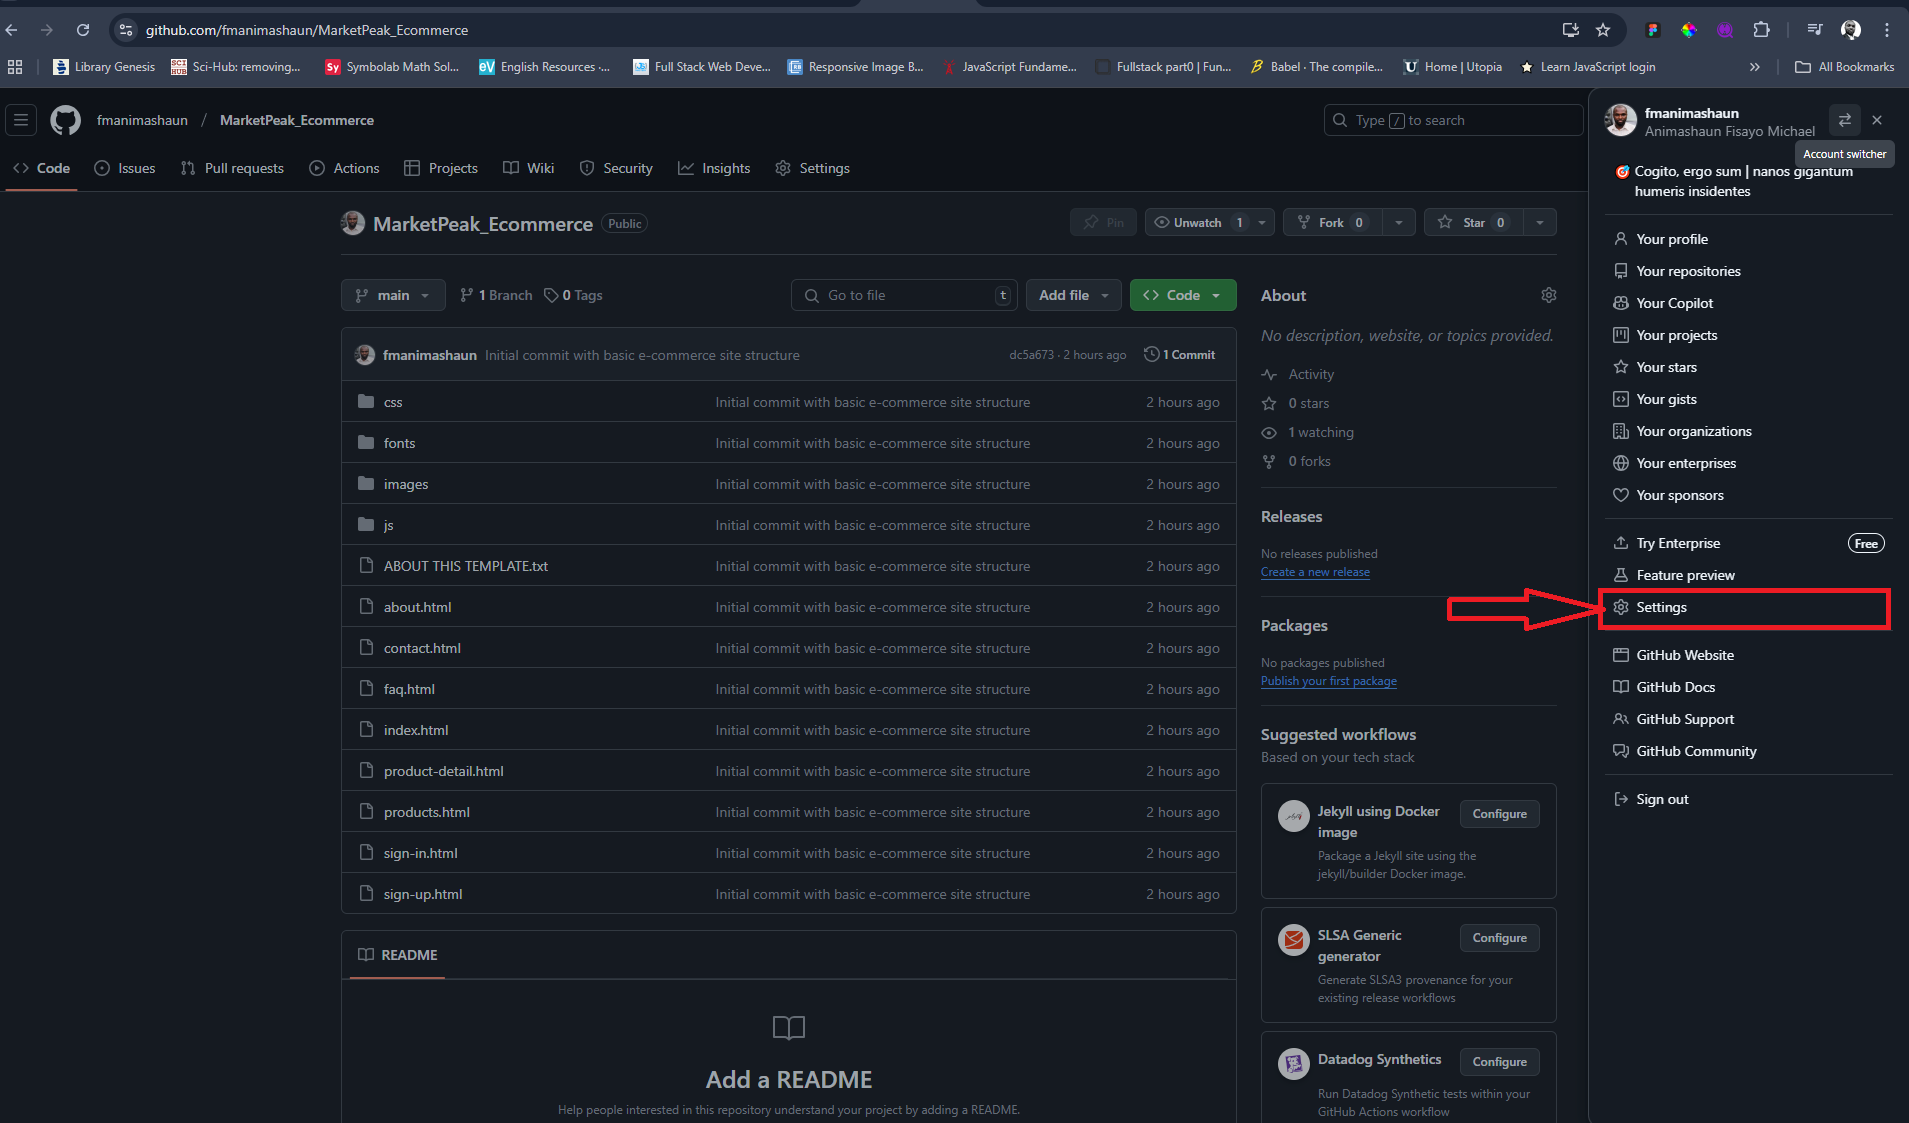 github.com/fmanimashaun/MarketPeak_Ecommerce
Library Genesis
Sci-Hub: removing...
Symbolab Math Sol...
English Resources -...
Full Stack Web Deve...
Responsive Image B...
JavaScript Fundame...
Fullstack part0 | Fun...
Babel · The compile...
Home | Utopia
Learn JavaScript login
All Bookmarks
fmanimashaun / MarketPeak_Ecommerce
Type / to search
Code
Issues
Pull requests
Actions
Projects
Wiki
Security
Insights
Settings
MarketPeak_Ecommerce Public
Pin
Unwatch 1
Fork 0
Star 0
main
1 Branch
0 Tags
Go to file t
Add file
Code
fmanimashaun Initial commit with basic e-commerce site structure dc5a673 · 2 hours ago 1 Commit
css Initial commit with basic e-commerce site structure 2 hours ago
fonts Initial commit with basic e-commerce site structure 2 hours ago
images Initial commit with basic e-commerce site structure 2 hours ago
js Initial commit with basic e-commerce site structure 2 hours ago
ABOUT THIS TEMPLATE.txt Initial commit with basic e-commerce site structure 2 hours ago
about.html Initial commit with basic e-commerce site structure 2 hours ago
contact.html Initial commit with basic e-commerce site structure 2 hours ago
faq.html Initial commit with basic e-commerce site structure 2 hours ago
index.html Initial commit with basic e-commerce site structure 2 hours ago
product-detail.html Initial commit with basic e-commerce site structure 2 hours ago
products.html Initial commit with basic e-commerce site structure 2 hours ago
sign-in.html Initial commit with basic e-commerce site structure 2 hours ago
sign-up.html Initial commit with basic e-commerce site structure 2 hours ago
README
Add a README
Help people interested in this repository understand your project by adding a README.
About
No description, website, or topics provided.
Activity
0 stars
1 watching
0 forks
Releases
No releases published
Create a new release
Packages
No packages published
Publish your first package
Suggested workflows
Based on your tech stack
Jekyll using Docker
image
Configure
Package a Jekyll site using the
jekyll/builder Docker image.
SLSA Generic
generator
Configure
Generate SLSA3 provenance for your
existing release workflows
Datadog Synthetics
Configure
Run Datadog Synthetic tests within your
GitHub Actions workflow
fmanimashaun
Animashaun Fisayo Michael
Account switcher
Cogito, ergo sum | nanos gigantum
humeris insidentes
Your profile
Your repositories
Your Copilot
Your projects
Your stars
Your gists
Your organizations
Your enterprises
Your sponsors
Try Enterprise Free
Feature preview
Settings
GitHub Website
GitHub Docs
GitHub Support
GitHub Community
Sign out